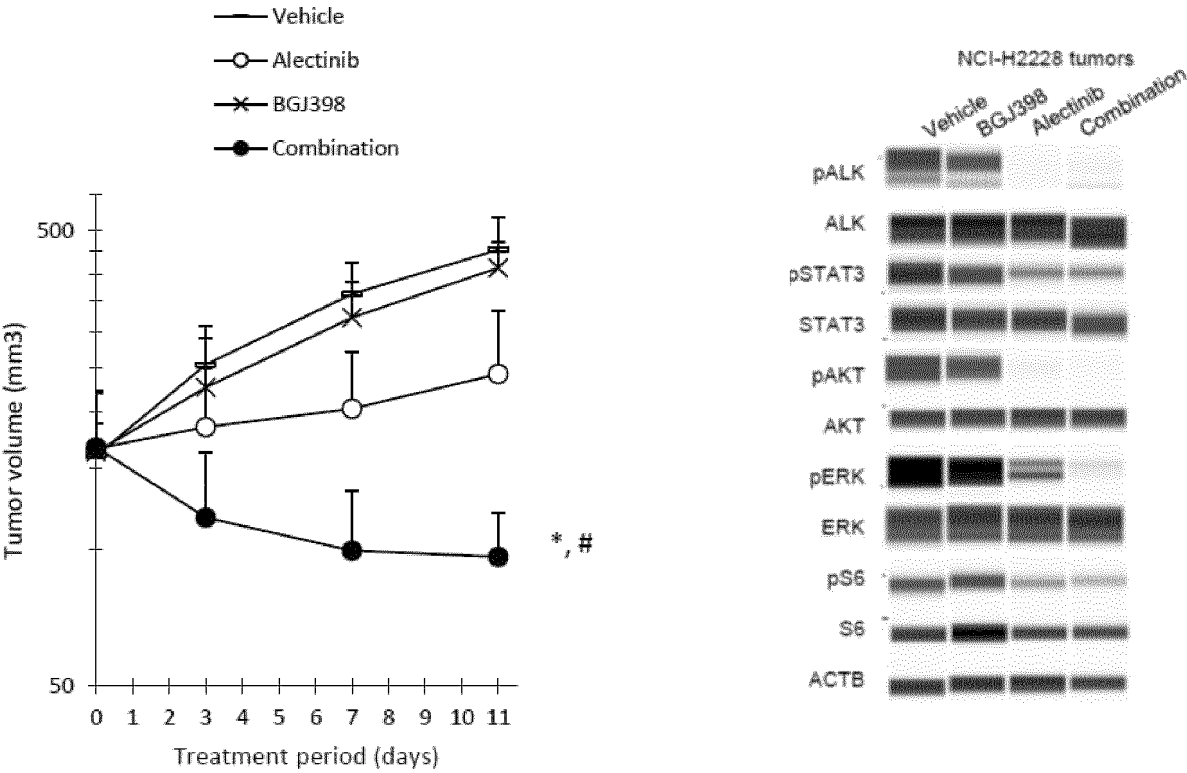 Vehicle
Alectinib
BGJ398
Combination
500
50
Tumor volume (mm3)
0 1 2 3 4 5 6 7 8 9 10 11
Treatment period (days)
*, #
NCI-H2228 tumors
Vehicle
BGJ398
Alectinib
Combination
pALK
ALK
pSTAT3
STAT3
pAKT
AKT
pERK
ERK
pS6
S6
ACTB